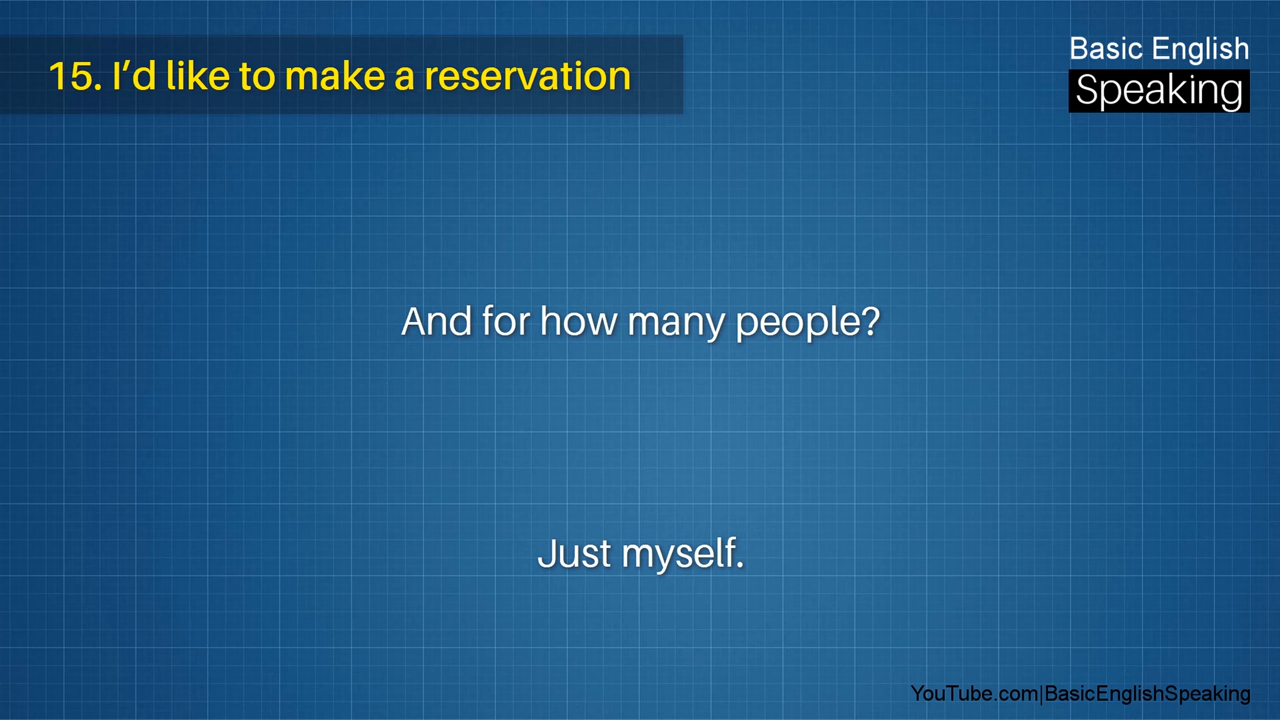 15. I’d like to make a reservation
Basic English
Speaking
And for how many people?
Just myself.
YouTube.com|BasicEnglishSpeaking